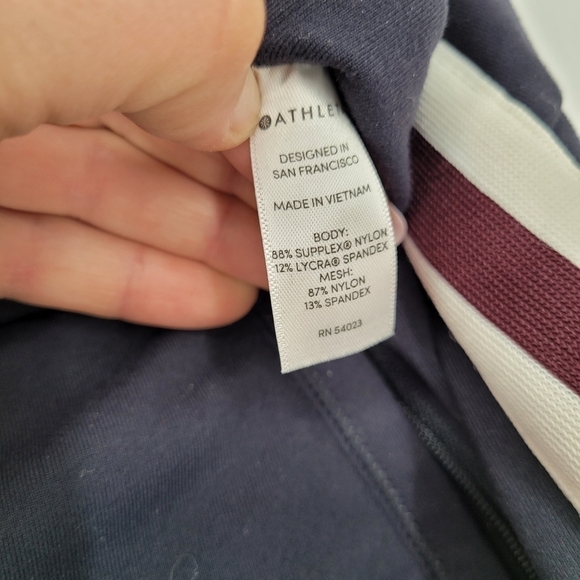 ATHLET
DESIGNED IN
SAN FRANCISCO
MADE IN VIETNAM
BODY:
88% SUPPLEX® NYLON
12% LYCRA® SPANDEX
MESH:
87% NYLON
13% SPANDEX
RN 54023